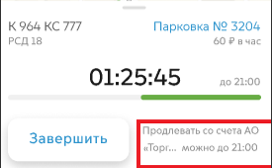 К 964 КС 777 Парковка № 3204
РСД 18 60 ₽ в час
01:25:45 до 21:00
Завершить
Продлевать со счета АО
«Торг... можно до 21:00